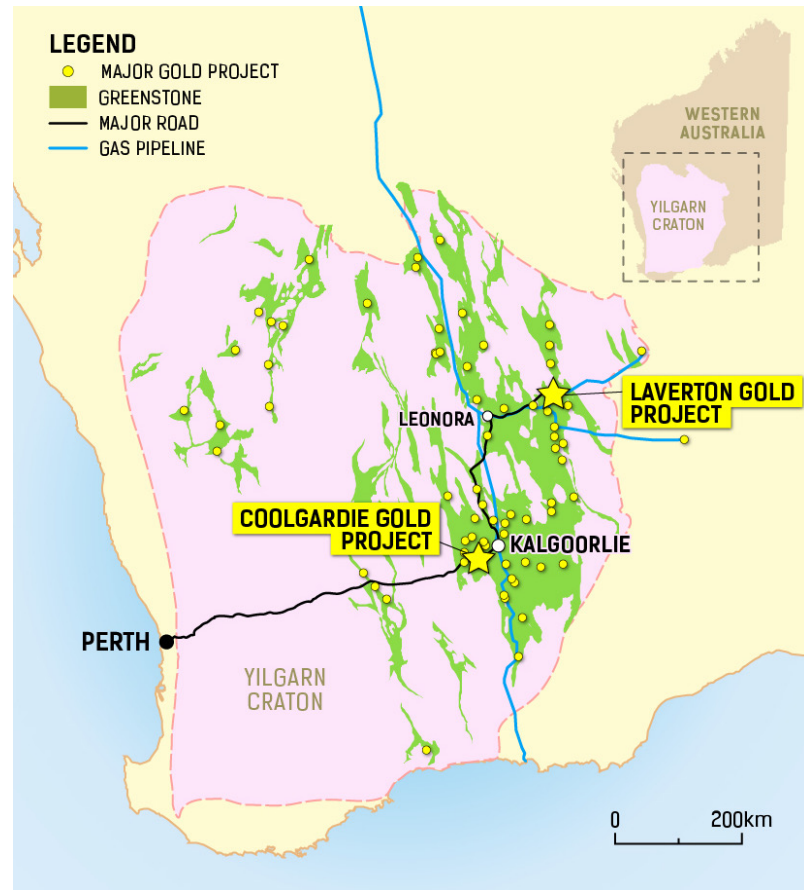 LEGEND
MAJOR GOLD PROJECT
GREENSTONE
MAJOR ROAD
GAS PIPELINE
WESTERN
AUSTRALIA
YILGARN
CRATON
LEONORA
LAVERTON GOLD
PROJECT
COOLGARDIE GOLD
PROJECT
KALGOORLIE
PERTH
YILGARN
CRATON
0 200km